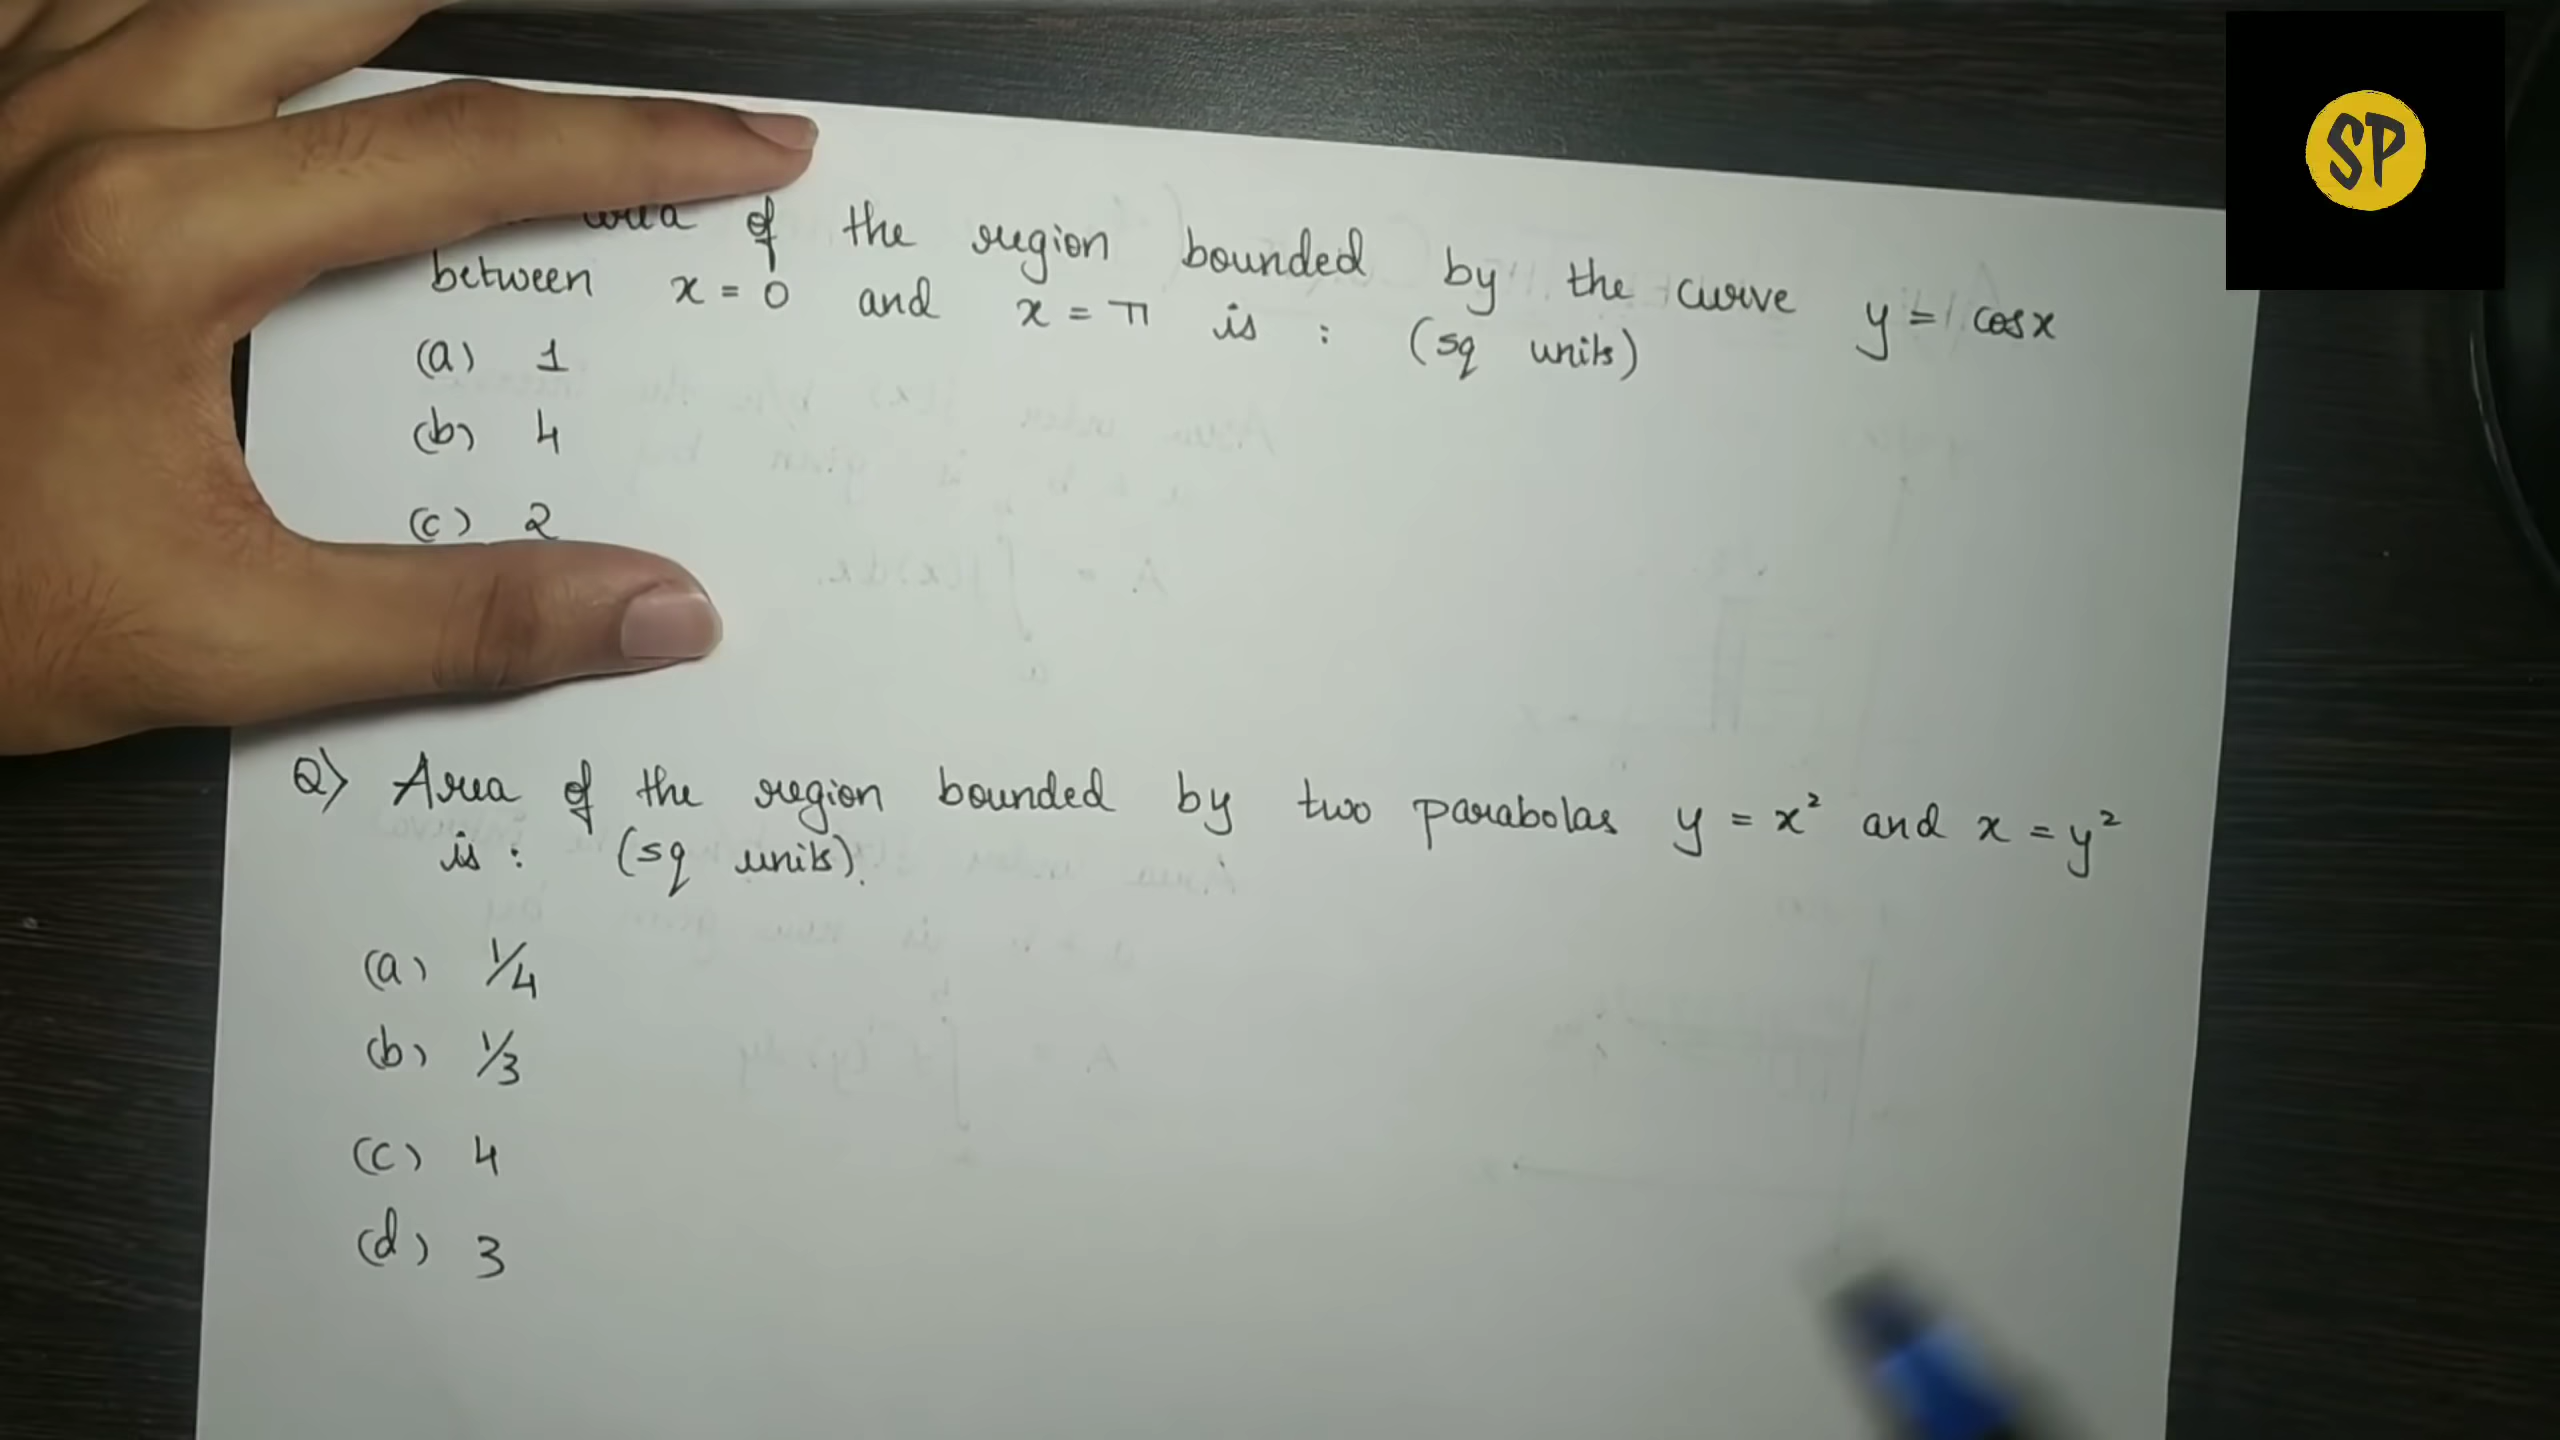 SP
area of the region bounded by the curve y = cosx
between x = 0 and x = π is : (sq units)
(a) 1
(b) 4
(c) 2
Q) Area of the region bounded by two parabolas y = x² and x = y²
is : (sq units).
(a) 1/4
(b) 1/3
(c) 4
(d) 3